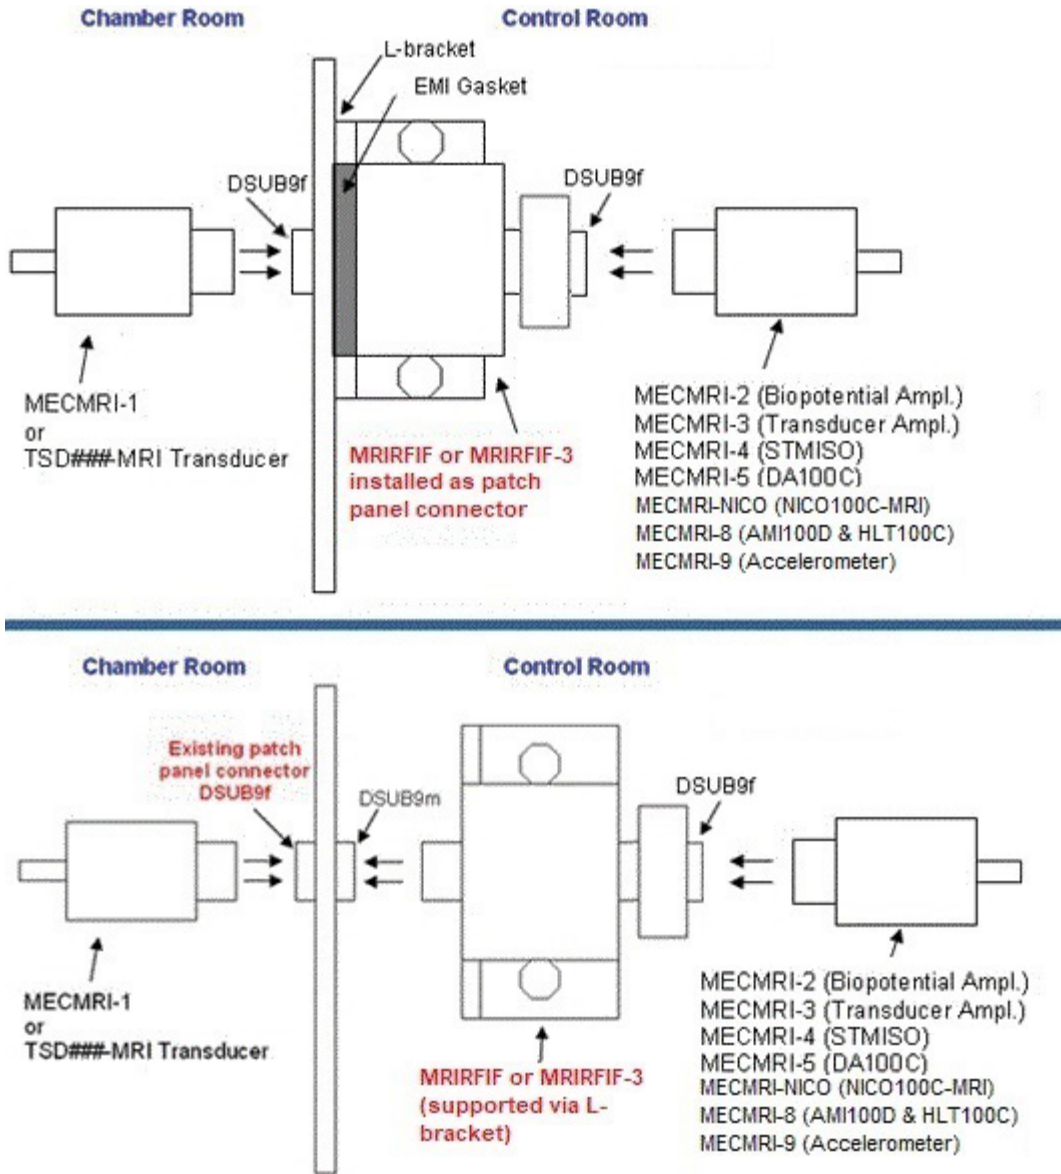 Chamber Room
Control Room
L-bracket
EMI Gasket
DSUB9f
DSUB9f
MECMRI-1
or
TSD###-MRI Transducer
MRIRFIF or MRIRFIF-3
installed as patch
panel connector
MECMRI-2 (Biopotential Ampl.)
MECMRI-3 (Transducer Ampl.)
MECMRI-4 (STMISO)
MECMRI-5 (DA100C)
MECMRI-NICO (NICO100C-MRI)
MECMRI-8 (AMI100D & HLT100C)
MECMRI-9 (Accelerometer)
Chamber Room
Control Room
Existing patch
panel connector
DSUB9f
DSUB9m
DSUB9f
MECMRI-1
or
TSD###-MRI Transducer
MRIRFIF or MRIRFIF-3
(supported via L-
bracket)
MECMRI-2 (Biopotential Ampl.)
MECMRI-3 (Transducer Ampl.)
MECMRI-4 (STMISO)
MECMRI-5 (DA100C)
MECMRI-NICO (NICO100C-MRI)
MECMRI-8 (AMI100D & HLT100C)
MECMRI-9 (Accelerometer)